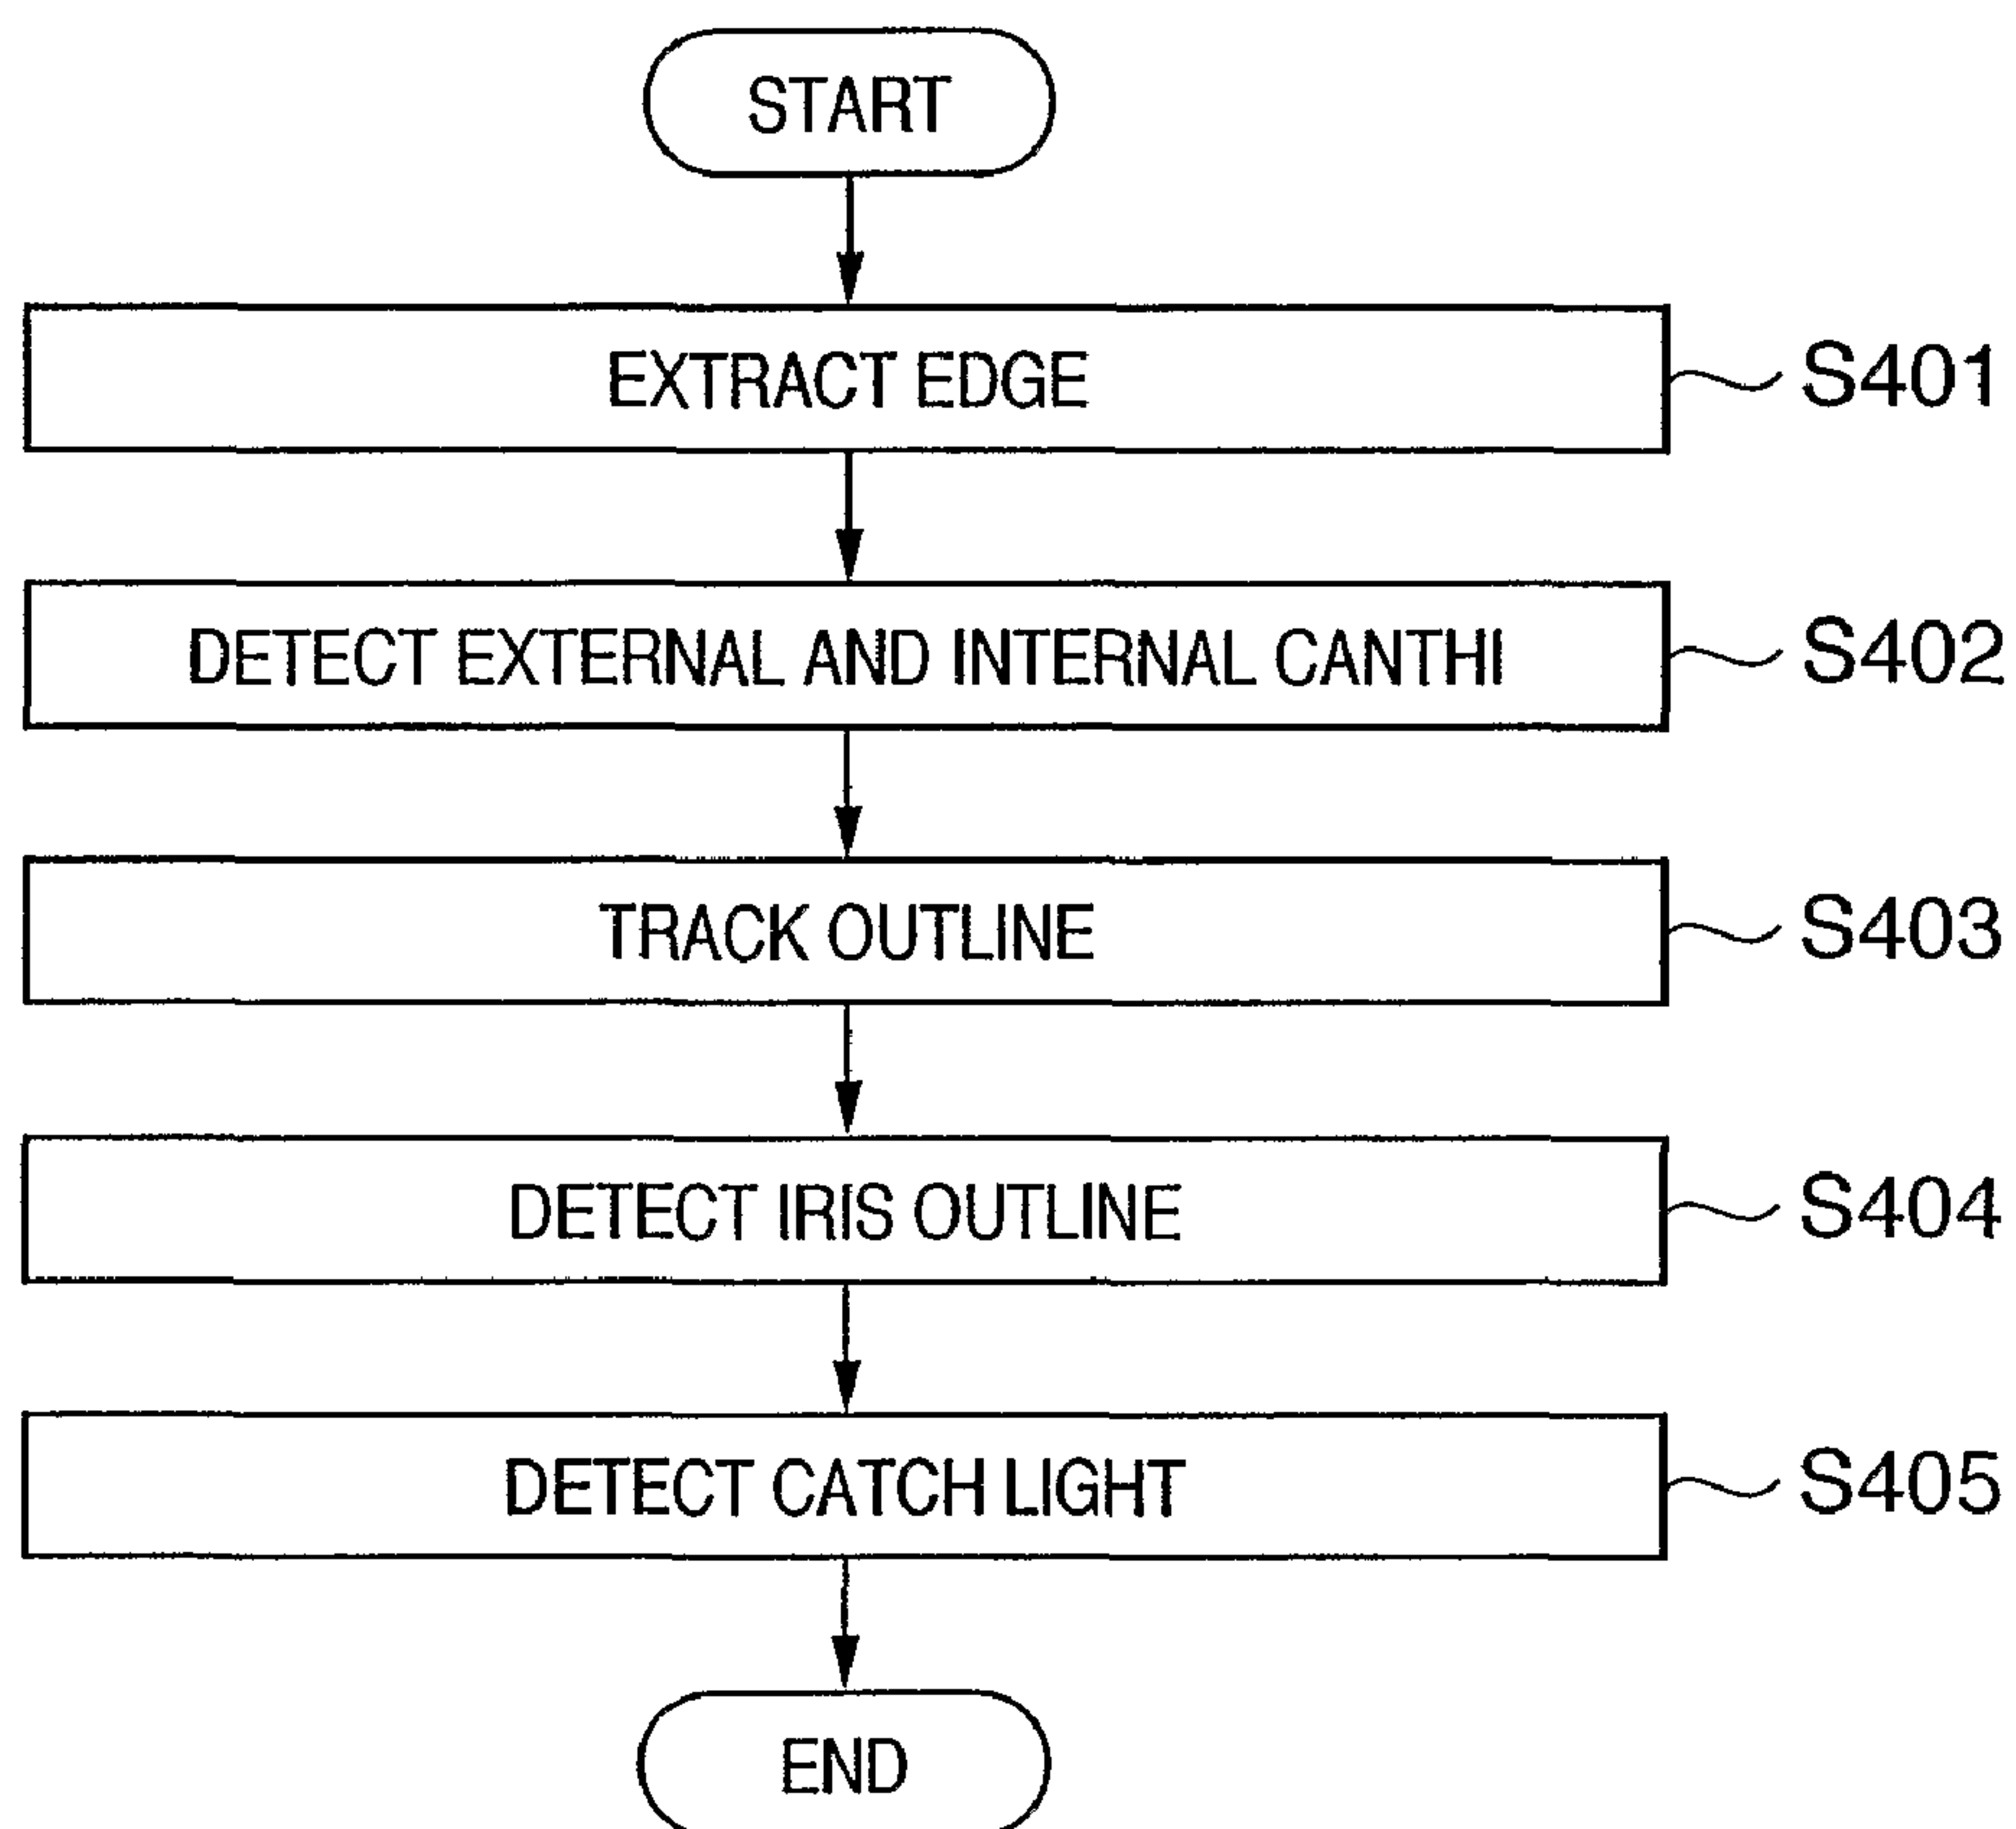 START
EXTRACT EDGE S401
DETECT EXTERNAL AND INTERNAL CANTHI S402
TRACK OUTLINE S403
DETECT IRIS OUTLINE S404
DETECT CATCH LIGHT S405
END